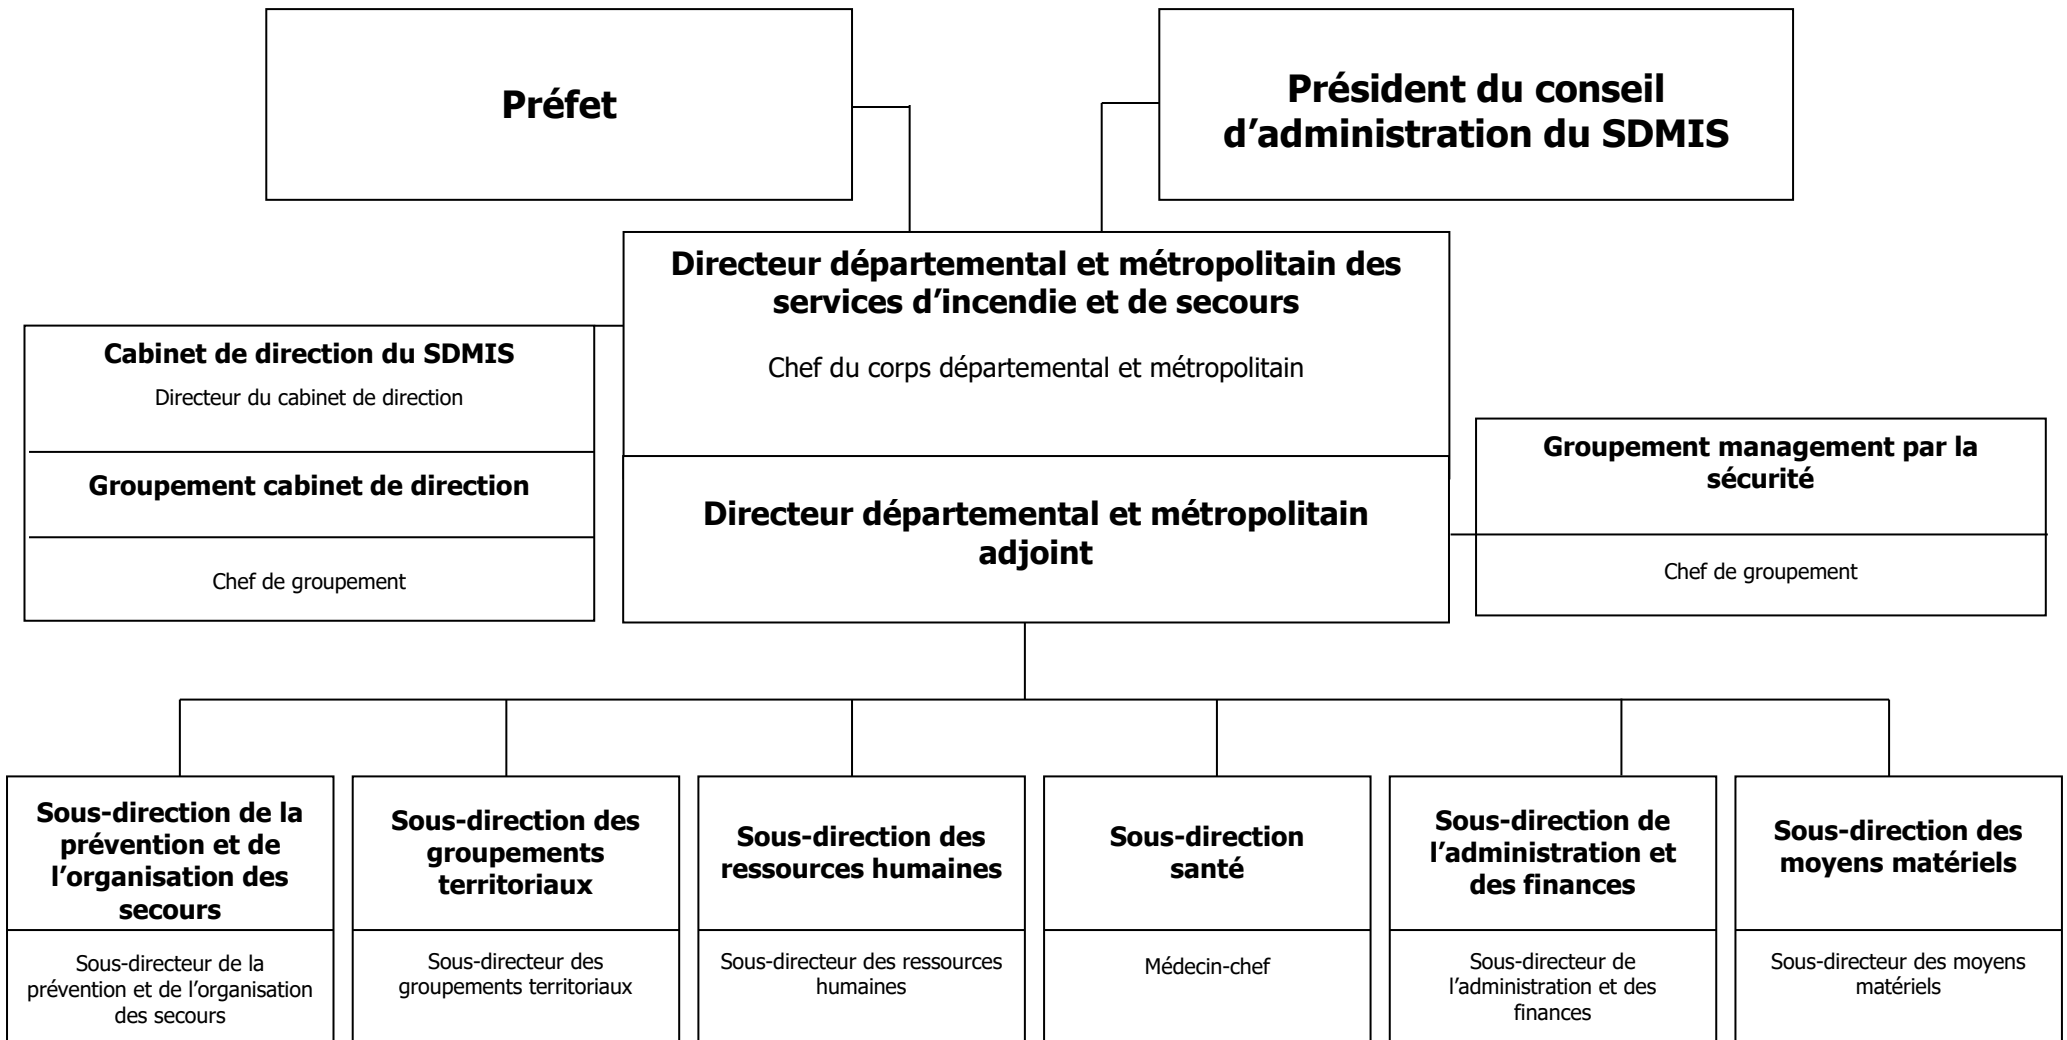 Préfet
Président du conseil
d’administration du SDMIS
Directeur départemental et métropolitain des
services d’incendie et de secours
Chef du corps départemental et métropolitain
Cabinet de direction du SDMIS
Directeur du cabinet de direction
Groupement cabinet de direction
Chef de groupement
Directeur départemental et métropolitain
adjoint
Groupement management par la
sécurité
Chef de groupement
Sous-direction de la
prévention et de
l’organisation des
secours
Sous-directeur de la
prévention et de l’organisation
des secours
Sous-direction des
groupements
territoriaux
Sous-directeur des
groupements territoriaux
Sous-direction des
ressources humaines
Sous-directeur des ressources
humaines
Sous-direction
santé
Médecin-chef
Sous-direction de
l’administration et
des finances
Sous-directeur de
l’administration et des
finances
Sous-direction des
moyens matériels
Sous-directeur des moyens
matériels